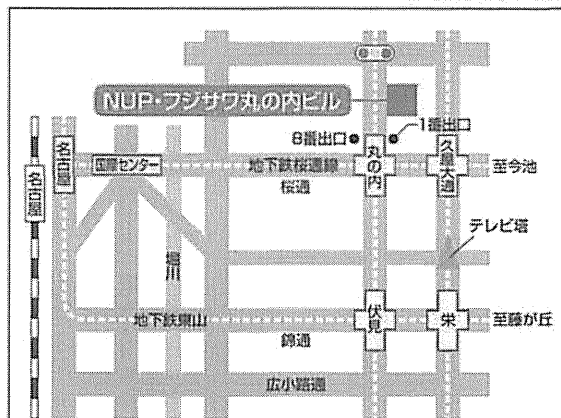 NUP・フジサワ丸の内ビル
8番出口
1番出口
名古屋
名古屋
国際センター
地下鉄桜通線
桜通
丸の内
久屋大通
至今池
テレビ塔
堀川
地下鉄東山
錦通
伏見
栄
至藤が丘
広小路通